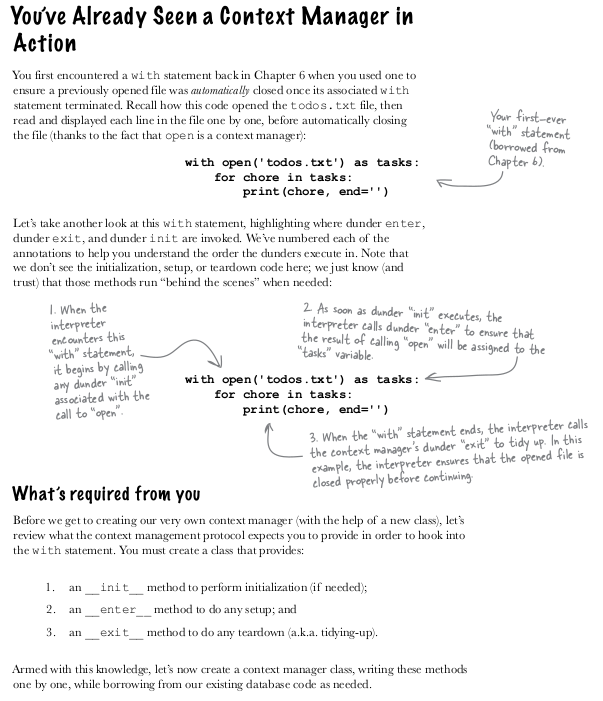 You've Already Seen a Context Manager in
Action
You first encountered a with statement back in Chapter 6 when you used one to
ensure a previously opened file was automatically closed once its associated with
statement terminated. Recall how this code opened the todos.txt file, then
read and displayed each line in the file one by one, before automatically closing
the file (thanks to the fact that open is a context manager):
Your first-ever
"with" statement
(borrowed from
Chapter 6).
with open('todos.txt') as tasks:
for chore in tasks:
print(chore, end='')
Let's take another look at this with statement, highlighting where dunder enter,
dunder exit, and dunder init are invoked. We've numbered each of the
annotations to help you understand the order the dunders execute in. Note that
we don't see the initialization, setup, or teardown code here; we just know (and
trust) that those methods run "behind the scenes" when needed:
1. When the
interpreter
encounters this
"with" statement,
it begins by calling
any dunder "init"
associated with the
call to "open".
2. As soon as dunder "init" executes, the
interpreter calls dunder "enter" to ensure that
the result of calling "open" will be assigned to the
"tasks" variable.
with open('todos.txt') as tasks:
for chore in tasks:
print(chore, end='')
3. When the "with" statement ends, the interpreter calls
the context manager's dunder "exit" to tidy up. In this
example, the interpreter ensures that the opened file is
closed properly before continuing.
What's required from you
Before we get to creating our very own context manager (with the help of a new class), let's
review what the context management protocol expects you to provide in order to hook into
the with statement. You must create a class that provides:
1. an __init__ method to perform initialization (if needed);
2. an __enter__ method to do any setup; and
3. an __exit__ method to do any teardown (a.k.a. tidying-up).
Armed with this knowledge, let's now create a context manager class, writing these methods
one by one, while borrowing from our existing database code as needed.